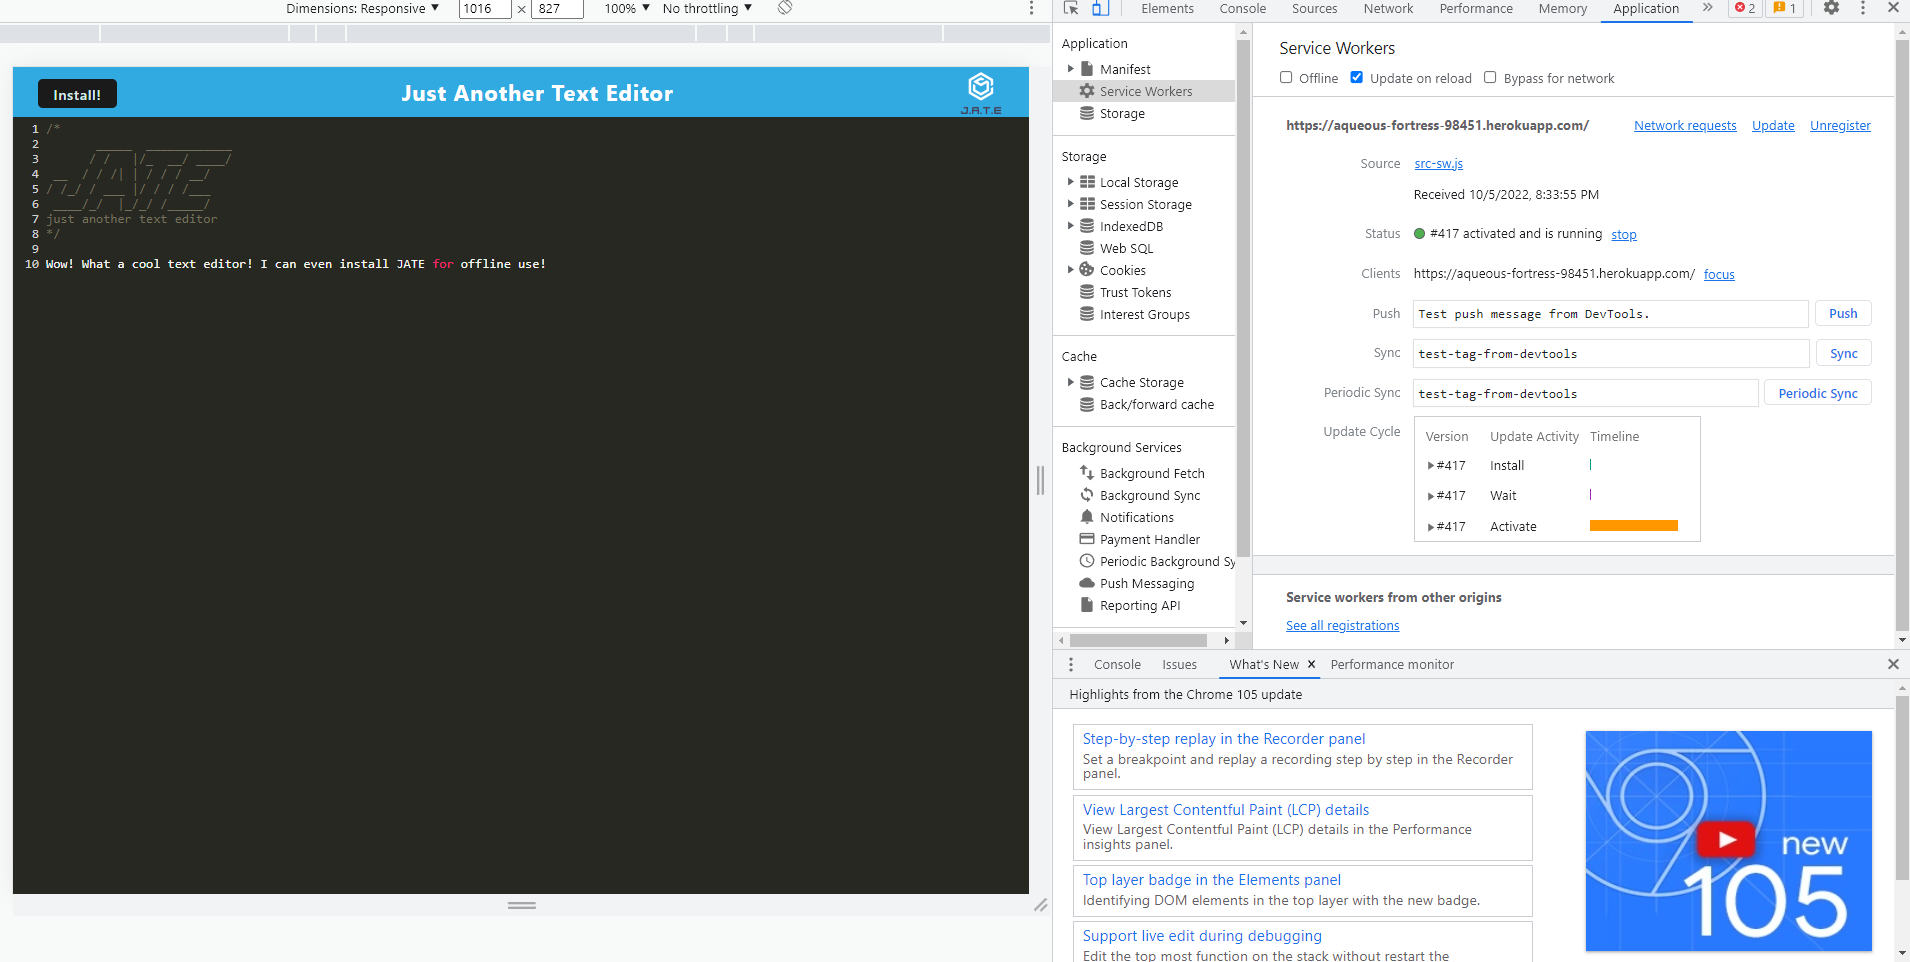 Dimensions: Responsive ▼ 1016 × 827 100% ▼ No throttling ▼
Install! Just Another Text Editor J.A.T.E
1 /*
2        _____  ____________
3       / /   |/_  __/ ____/
4  __  / / /| | / / / __/
5 / /_/ / ___ |/ / / /___
6  ____/_/  |_/_/ /_____/
7 just another text editor
8 */
9
10 Wow! What a cool text editor! I can even install JATE for offline use!
Elements Console Sources Network Performance Memory Application » 2 1
Application
Manifest
Service Workers
Storage
Storage
Local Storage
Session Storage
IndexedDB
Web SQL
Cookies
Trust Tokens
Interest Groups
Cache
Cache Storage
Back/forward cache
Background Services
Background Fetch
Background Sync
Notifications
Payment Handler
Periodic Background Sy
Push Messaging
Reporting API
Service Workers
Offline Update on reload Bypass for network
https://aqueous-fortress-98451.herokuapp.com/ Network requests Update Unregister
Source src-sw.js
Received 10/5/2022, 8:33:55 PM
Status #417 activated and is running stop
Clients https://aqueous-fortress-98451.herokuapp.com/ focus
Push Test push message from DevTools. Push
Sync test-tag-from-devtools Sync
Periodic Sync test-tag-from-devtools Periodic Sync
Update Cycle Version Update Activity Timeline
#417 Install
#417 Wait
#417 Activate
Service workers from other origins
See all registrations
Console Issues What's New × Performance monitor
Highlights from the Chrome 105 update
Step-by-step replay in the Recorder panel
Set a breakpoint and replay a recording step by step in the Recorder
panel.
View Largest Contentful Paint (LCP) details
View Largest Contentful Paint (LCP) details in the Performance
insights panel.
Top layer badge in the Elements panel
Identifying DOM elements in the top layer with the new badge.
Support live edit during debugging
Edit the top most function on the stack without restart the
new
105